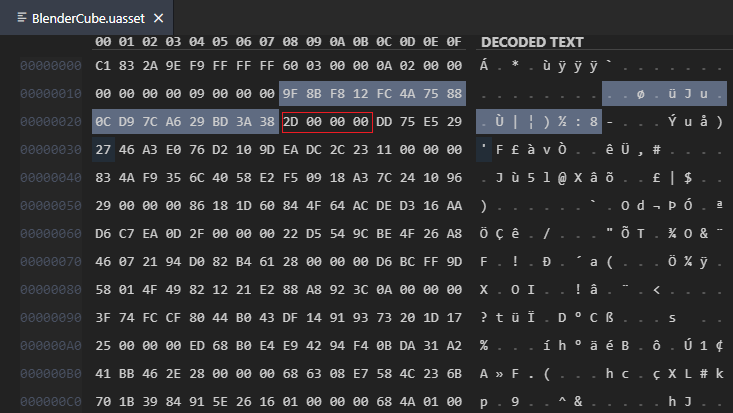 BlenderCube.uasset ×
00 01 02 03 04 05 06 07 08 09 0A 0B 0C 0D 0E 0F DECODED TEXT
00000000 C1 83 2A 9E F9 FF FF FF 60 03 00 00 0A 02 00 00 Á . * . ù ÿ ÿ ÿ ` . . . . . . .
00000010 00 00 00 00 09 00 00 00 9F 8B F8 12 FC 4A 75 88 . . . . . . . . . . ø . ü J u .
00000020 0C D9 7C A6 29 BD 3A 38 2D 00 00 00 DD 75 E5 29 . Ù | ¦ ) ½ : 8 - . . . Ý u å )
00000030 27 46 A3 E0 76 D2 10 9D EA DC 2C 23 11 00 00 00 ' F £ à v Ò . . ê Ü , # . . . .
00000040 83 4A F9 35 6C 40 58 E2 F5 09 18 A3 7C 24 10 96 . J ù 5 l @ X â õ . . £ | $ . .
00000050 29 00 00 00 86 18 1D 60 84 4F 64 AC DE D3 16 AA ) . . . . . . ` . O d ¬ Þ Ó . ª
00000060 D6 C7 EA 0D 2F 00 00 00 22 D5 54 9C BE 4F 26 A8 Ö Ç ê . / . . . " Õ T . ¾ O & ¨
00000070 46 07 21 94 D0 82 B4 61 28 00 00 00 D6 BC FF 9D F . ! . Ð . ´ a ( . . . Ö ¼ ÿ .
00000080 58 01 4F 49 82 12 21 E2 88 A8 92 3C 0A 00 00 00 X . O I . . ! â . ¨ . < . . . .
00000090 3F 74 FC CF 80 44 B0 43 DF 14 91 93 73 20 1D 17 ? t ü Ï . D ° C ß . . . s . .
000000A0 25 00 00 00 ED 68 B0 E4 E9 42 94 F4 0B DA 31 A2 % . . . í h ° ä é B . ô . Ú 1 ¢
000000B0 41 BB 46 2E 28 00 00 00 68 63 08 E7 58 4C 23 6B A » F . ( . . . h c . ç X L # k
000000C0 70 1B 39 84 91 5E 26 16 01 00 00 00 68 4A 01 00 p . 9 . . ^ & . . . . . h J . .